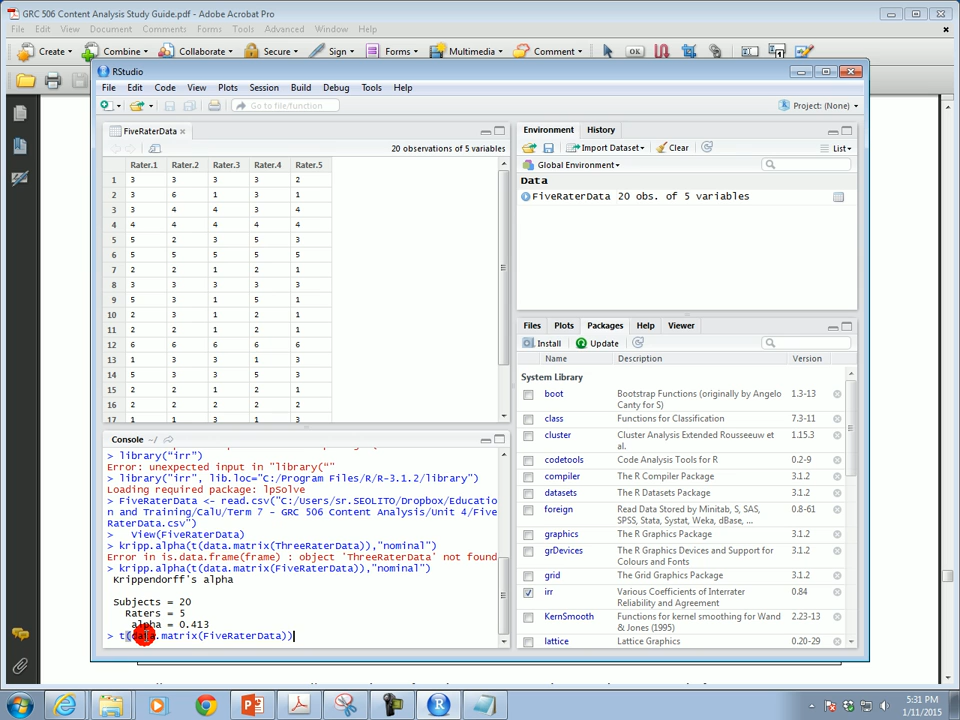 GRC 506 Content Analysis Study Guide.pdf - Adobe Acrobat Pro
File Edit View Document Comments Forms Tools Advanced Window Help
Create Combine Collaborate Secure Sign Forms Multimedia Comment
RStudio
File Edit Code View Plots Session Build Debug Tools Help
Go to file/function Project: (None)
FiveRaterData
20 observations of 5 variables
Rater.1 Rater.2 Rater.3 Rater.4 Rater.5
1 3 3 3 3 2
2 3 6 1 3 1
3 3 4 4 3 4
4 4 4 4 4 4
5 5 2 3 5 3
6 5 5 5 5 5
7 2 2 1 2 1
8 3 3 3 3 3
9 5 3 1 5 1
10 2 3 1 2 1
11 2 2 1 2 1
12 6 6 6 6 6
13 1 3 3 1 3
14 5 3 3 5 3
15 2 2 1 2 1
16 2 2 2 2 2
17 1 1 3 1 3
Console ~/
> library("irr")
Error: unexpected input in "library(“"
> library("irr", lib.loc="C:/Program Files/R/R-3.1.2/library")
Loading required package: lpSolve
> FiveRaterData <- read.csv("C:/Users/sr.SEOLITO/Dropbox/Educatio
n and Training/CalU/Term 7 - GRC 506 Content Analysis/Unit 4/Five
RaterData.csv")
> View(FiveRaterData)
> kripp.alpha(t(data.matrix(ThreeRaterData)),"nominal")
Error in is.data.frame(frame) : object 'ThreeRaterData' not found
> kripp.alpha(t(data.matrix(FiveRaterData)),"nominal")
Krippendorff's alpha
Subjects = 20
Raters = 5
alpha = 0.413
> t(data.matrix(FiveRaterData))
Environment History
Import Dataset Clear List
Global Environment
Data
FiveRaterData 20 obs. of 5 variables
Files Plots Packages Help Viewer
Install Update
Name Description Version
System Library
boot Bootstrap Functions (originally by Angelo Canty for S) 1.3-13
class Functions for Classification 7.3-11
cluster Cluster Analysis Extended Rousseeuw et al. 1.15.3
codetools Code Analysis Tools for R 0.2-9
compiler The R Compiler Package 3.1.2
datasets The R Datasets Package 3.1.2
foreign Read Data Stored by Minitab, S, SAS, SPSS, Stata, Systat, Weka, dBase, ... 0.8-61
graphics The R Graphics Package 3.1.2
grDevices The R Graphics Devices and Support for Colours and Fonts 3.1.2
grid The Grid Graphics Package 3.1.2
irr Various Coefficients of Interrater Reliability and Agreement 0.84
KernSmooth Functions for kernel smoothing for Wand & Jones (1995) 2.23-13
lattice Lattice Graphics 0.20-29
5:31 PM
1/11/2015